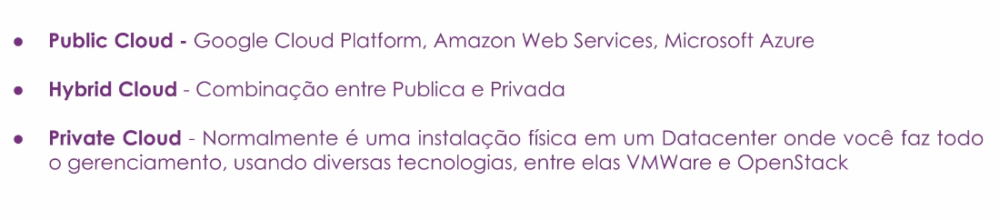 ● Public Cloud - Google Cloud Platform, Amazon Web Services, Microsoft Azure
● Hybrid Cloud - Combinação entre Publica e Privada
● Private Cloud - Normalmente é uma instalação física em um Datacenter onde você faz todo
o gerenciamento, usando diversas tecnologias, entre elas VMWare e OpenStack